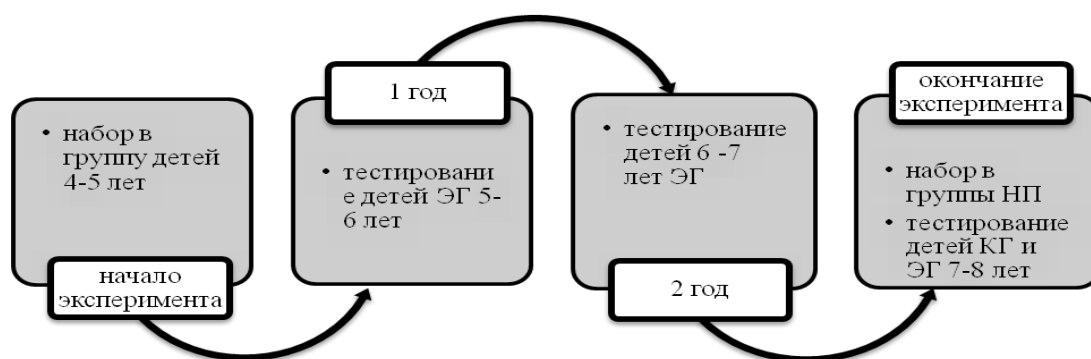 • набор в
группу детей
4-5 лет
начало
эксперимента
1 год
• тестировани
е детей ЭГ 5-
6 лет
• тестирование
детей 6 -7
лет ЭГ
2 год
окончание
эксперимента
• набор в
группы НП
• тестирование
детей КГ и
ЭГ 7-8 лет